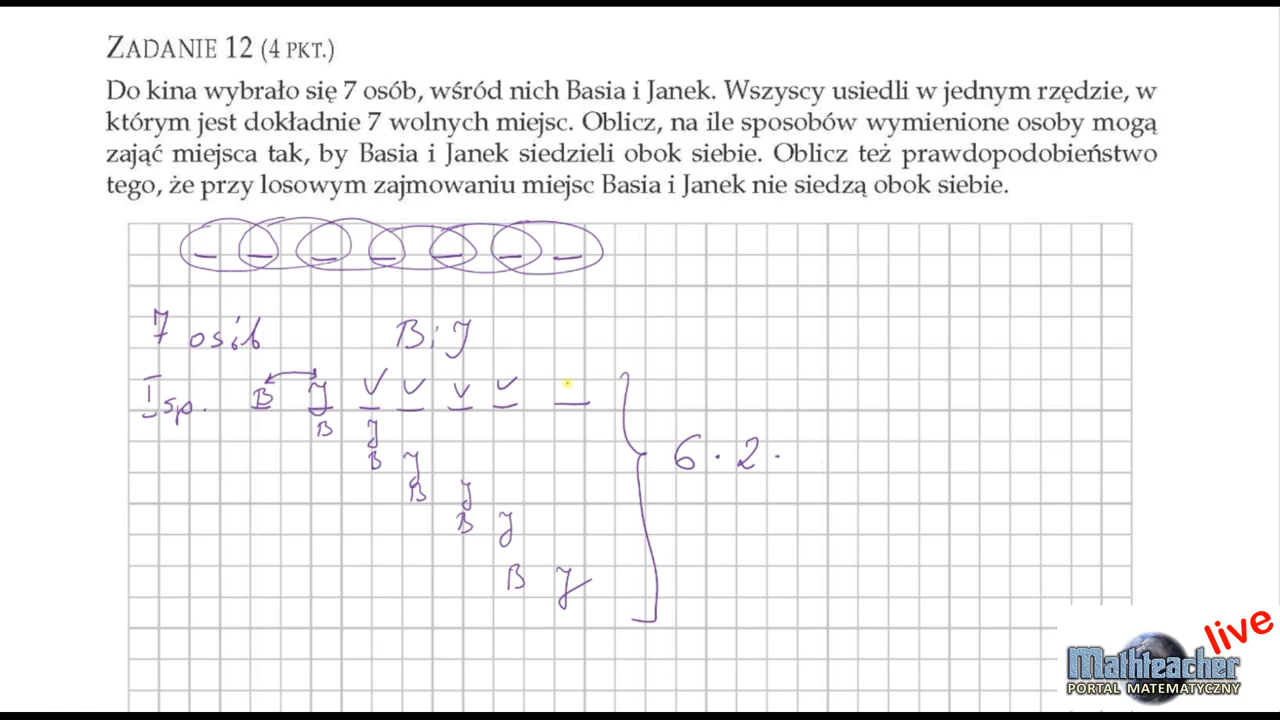 ZADANIE 12 (4 PKT.)
Do kina wybrało się 7 osób, wśród nich Basia i Janek. Wszyscy usiedli w jednym rzędzie, w
którym jest dokładnie 7 wolnych miejsc. Oblicz, na ile sposobów wymienione osoby mogą
zająć miejsca tak, by Basia i Janek siedzieli obok siebie. Oblicz też prawdopodobieństwo
tego, że przy losowym zajmowaniu miejsc Basia i Janek nie siedzą obok siebie.
7 osób B i J
I sp. B J
B J
B J
6 · 2 ·
B J
B J
B J
live
Mathteacher
PORTAL MATEMATYCZNY